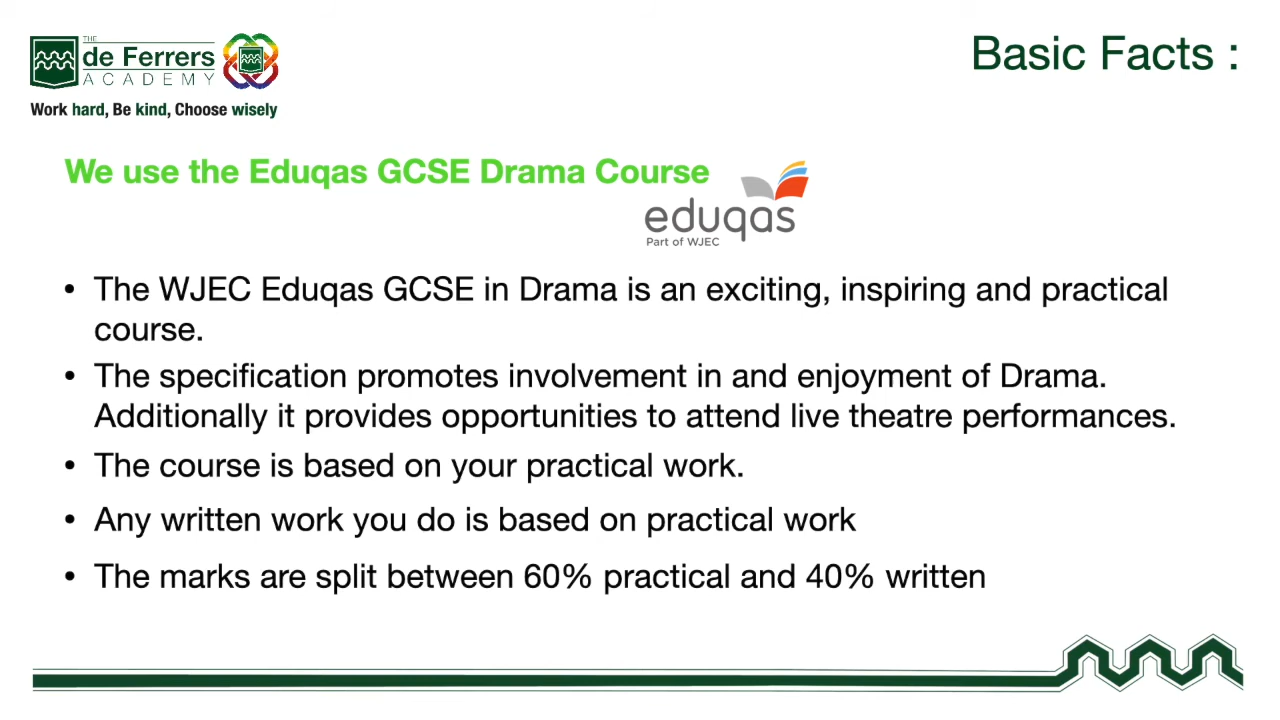 THE
de Ferrers
ACADEMY
Work hard, Be kind, Choose wisely
Basic Facts :
We use the Eduqas GCSE Drama Course
eduqas
Part of WJEC
• The WJEC Eduqas GCSE in Drama is an exciting, inspiring and practical
course.
• The specification promotes involvement in and enjoyment of Drama.
Additionally it provides opportunities to attend live theatre performances.
• The course is based on your practical work.
• Any written work you do is based on practical work
• The marks are split between 60% practical and 40% written